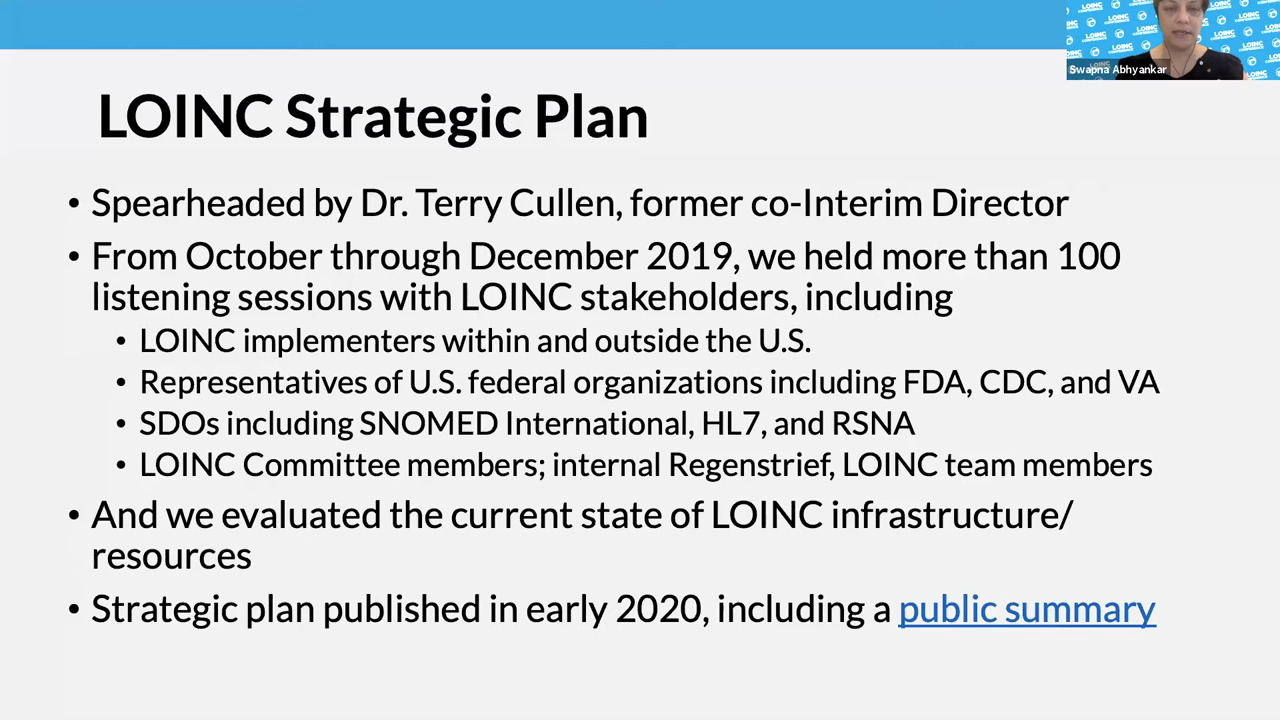 LOINC
LOINC
LOINC
LOINC
Swapna Abhyankar
LOINC Strategic Plan
• Spearheaded by Dr. Terry Cullen, former co-Interim Director
• From October through December 2019, we held more than 100
listening sessions with LOINC stakeholders, including
• LOINC implementers within and outside the U.S.
• Representatives of U.S. federal organizations including FDA, CDC, and VA
• SDOs including SNOMED International, HL7, and RSNA
• LOINC Committee members; internal Regenstrief, LOINC team members
• And we evaluated the current state of LOINC infrastructure/
resources
• Strategic plan published in early 2020, including a public summary